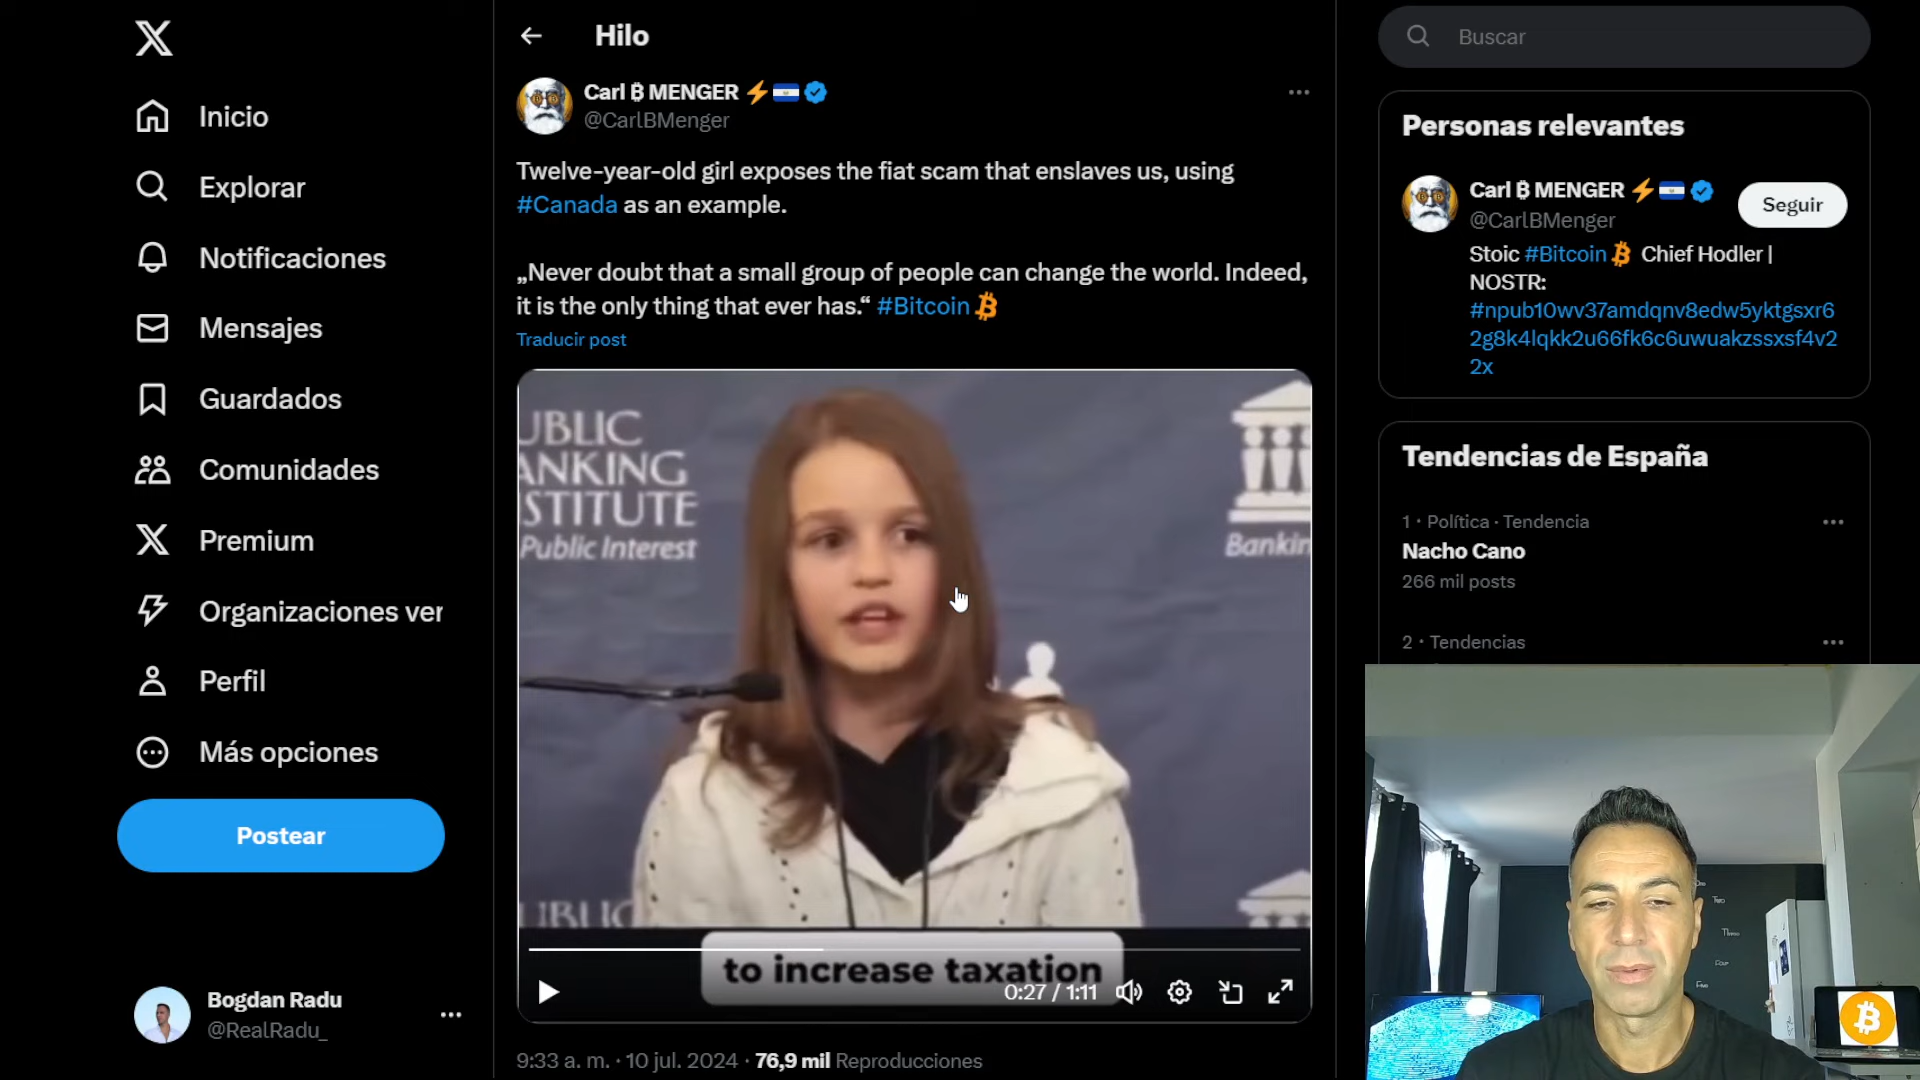 Inicio
Explorar
Notificaciones
Mensajes
Guardados
Comunidades
Premium
Organizaciones ver
Perfil
Más opciones
Postear
Bogdan Radu
@RealRadu_
Hilo
Carl ₿ MENGER
@CarlBMenger
Twelve-year-old girl exposes the fiat scam that enslaves us, using
#Canada as an example.
„Never doubt that a small group of people can change the world. Indeed,
it is the only thing that ever has.“ #Bitcoin
Traducir post
UBLIC
ANKING
STITUTE
Public Interest
Bankin
UBLIC
to increase taxation
0:27 / 1:11
9:33 a. m. · 10 jul. 2024 · 76,9 mil Reproducciones
Buscar
Personas relevantes
Carl ₿ MENGER
@CarlBMenger
Seguir
Stoic #Bitcoin Chief Hodler |
NOSTR:
#npub10wv37amdqnv8edw5yktgsxr6
2g8k4lqkk2u66fk6c6uwuakzssxsf4v2
2x
Tendencias de España
1 · Política · Tendencia
Nacho Cano
266 mil posts
2 · Tendencias
Two
Four